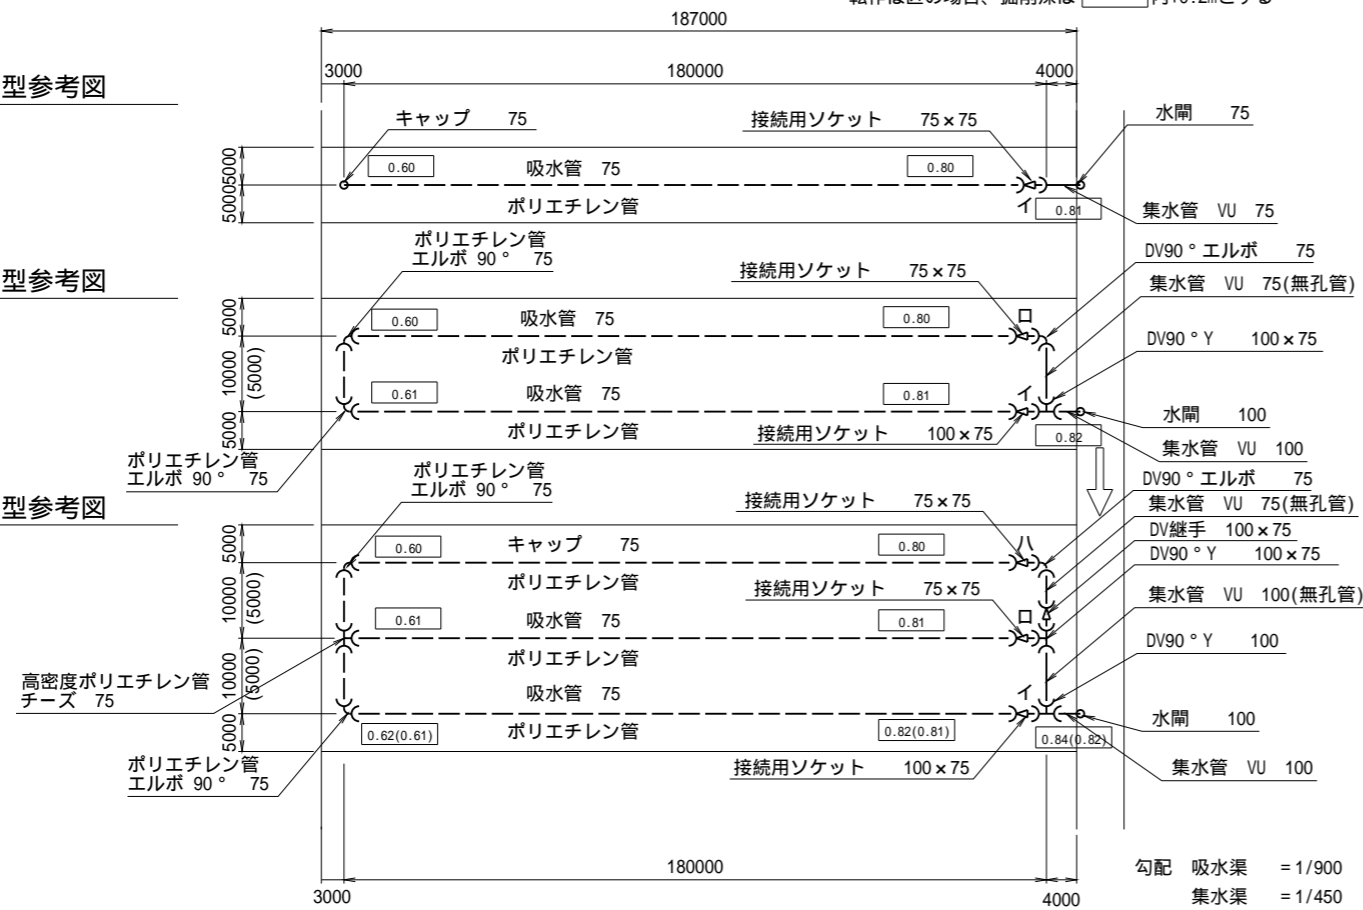 187000
3000 180000 4000
型参考図
キャップ 75
接続用ソケット 75×75
水閘 75
5000
5000
0.60
吸水管 75
0.80
ポリエチレン管
イ
0.81
集水管 VU 75
型参考図
ポリエチレン管
エルボ 90° 75
接続用ソケット 75×75
DV90°エルボ 75
集水管 VU 75(無孔管)
5000
0.60
吸水管 75
0.80
ロ
ポリエチレン管
DV90°Y 100×75
10000
(5000)
0.61
吸水管 75
0.81
イ
ポリエチレン管
5000
接続用ソケット 100×75
0.82
水閘 100
集水管 VU 100
ポリエチレン管
エルボ 90° 75
型参考図
ポリエチレン管
エルボ 90° 75
接続用ソケット 75×75
DV90°エルボ 75
集水管 VU 75(無孔管)
DV継手 100×75
DV90°Y 100×75
5000
0.60
キャップ 75
0.80
ハ
ポリエチレン管
10000
(5000)
接続用ソケット 75×75
集水管 VU 100(無孔管)
0.61
吸水管 75
0.81
ロ
ポリエチレン管
DV90°Y 100
10000
(5000)
高密度ポリエチレン管
チーズ 75
吸水管 75
イ
5000
0.62(0.61)
ポリエチレン管
0.82(0.81)
0.84(0.82)
水閘 100
ポリエチレン管
エルボ 90° 75
接続用ソケット 100×75
集水管 VU 100
3000 180000 4000
勾配 吸水渠 =1/900
集水渠 =1/450